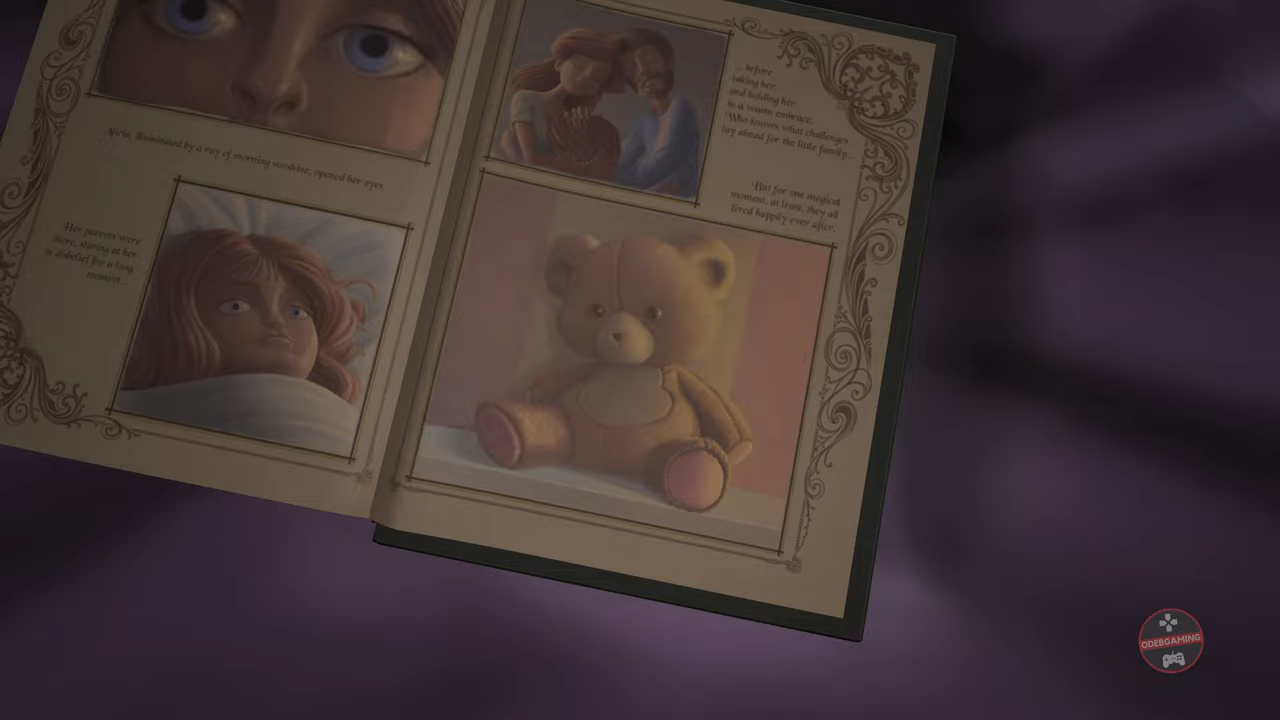 Alicia, illuminated by a ray of morning sunshine, opened her eyes
Her parents were
there, staring at her
in disbelief for a long
moment...
...before
taking her
and holding her
in a warm embrace.
Who knows what challenges
lay ahead for the little family...
But for one magical
moment, at least, they all
lived happily ever after.
ODEBGAMING